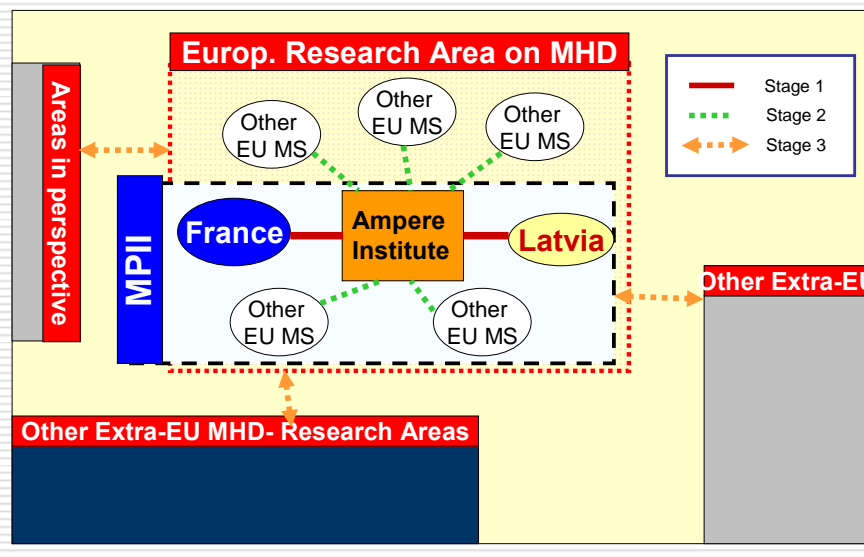 Europ. Research Area on MHD
Areas in perspective
Other
EU MS
Other
EU MS
Other
EU MS
Stage 1
Stage 2
Stage 3
MPII
France
Ampere
Institute
Latvia
Other
EU MS
Other
EU MS
Other Extra-EU
Other Extra-EU MHD- Research Areas